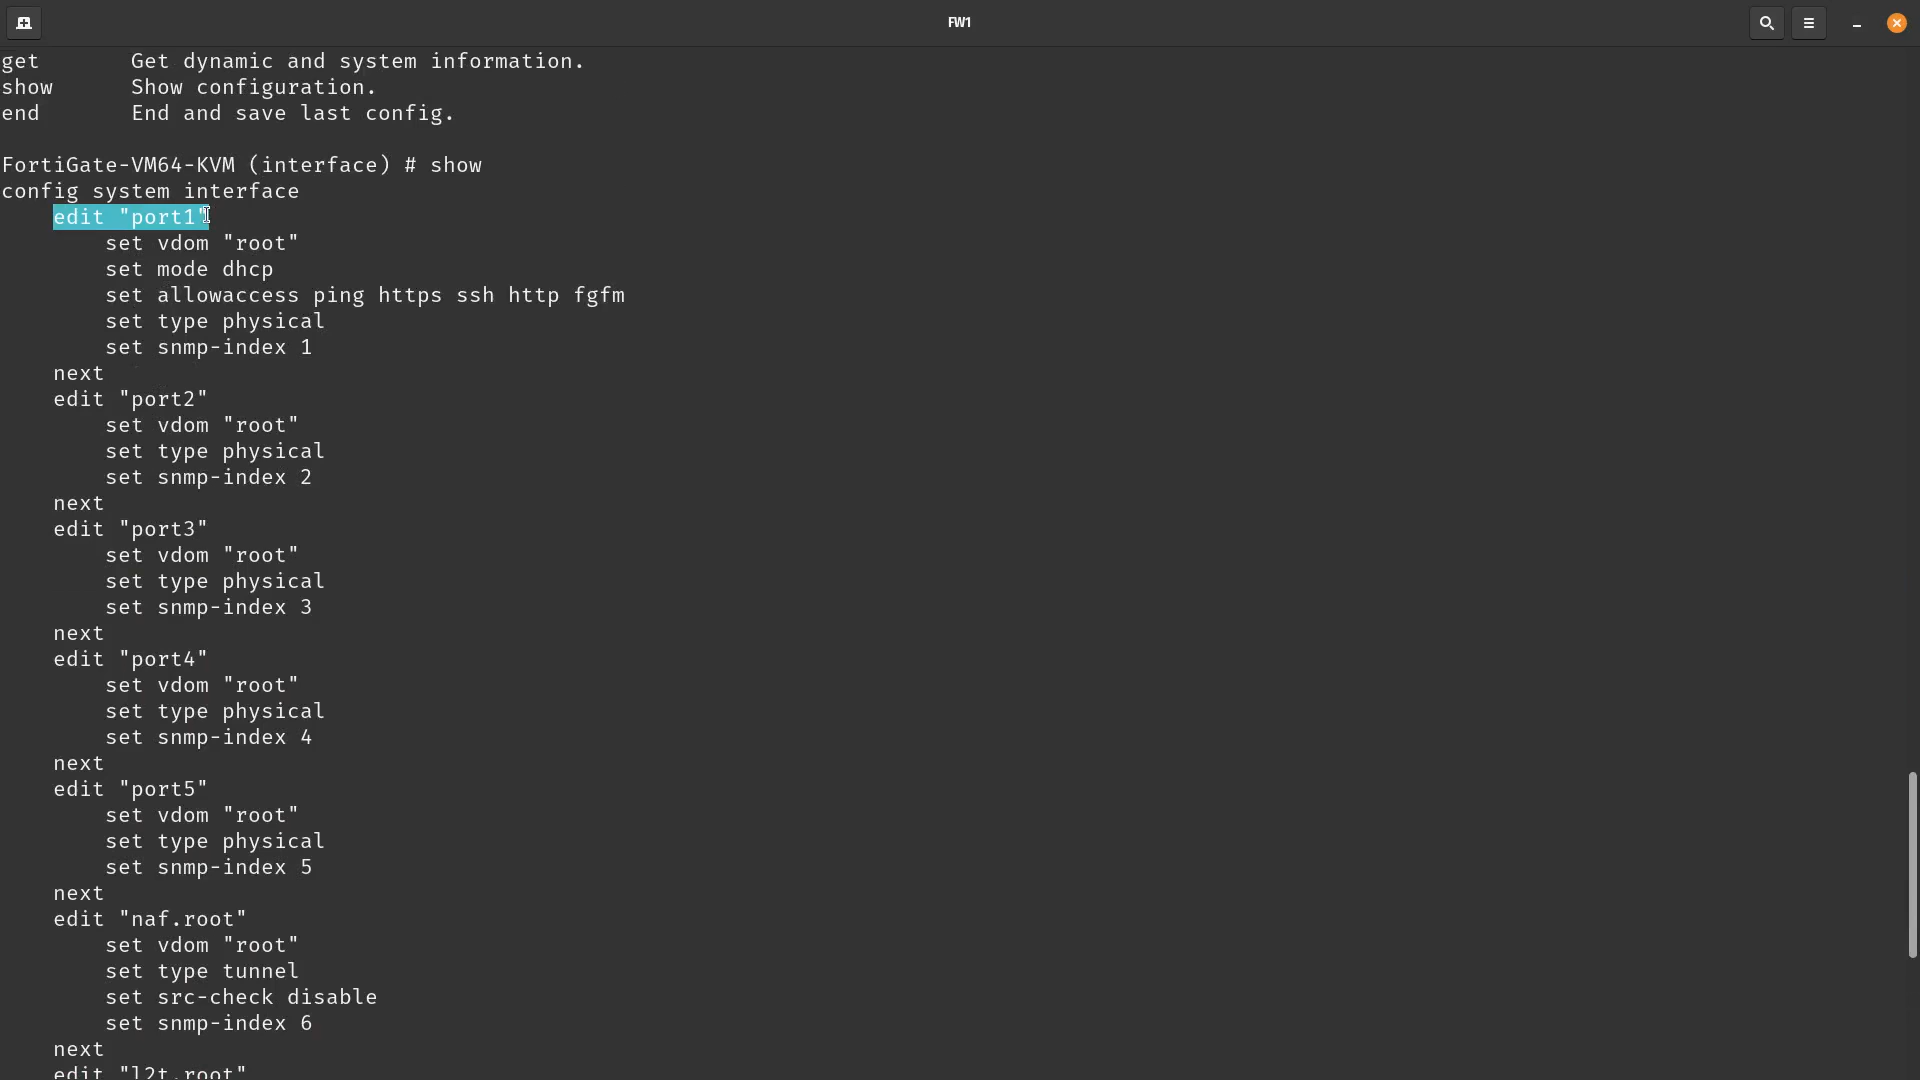 FW1
get       Get dynamic and system information.
show      Show configuration.
end       End and save last config.

FortiGate-VM64-KVM (interface) # show
config system interface
    edit "port1"
        set vdom "root"
        set mode dhcp
        set allowaccess ping https ssh http fgfm
        set type physical
        set snmp-index 1
    next
    edit "port2"
        set vdom "root"
        set type physical
        set snmp-index 2
    next
    edit "port3"
        set vdom "root"
        set type physical
        set snmp-index 3
    next
    edit "port4"
        set vdom "root"
        set type physical
        set snmp-index 4
    next
    edit "port5"
        set vdom "root"
        set type physical
        set snmp-index 5
    next
    edit "naf.root"
        set vdom "root"
        set type tunnel
        set src-check disable
        set snmp-index 6
    next
    edit "l2t.root"